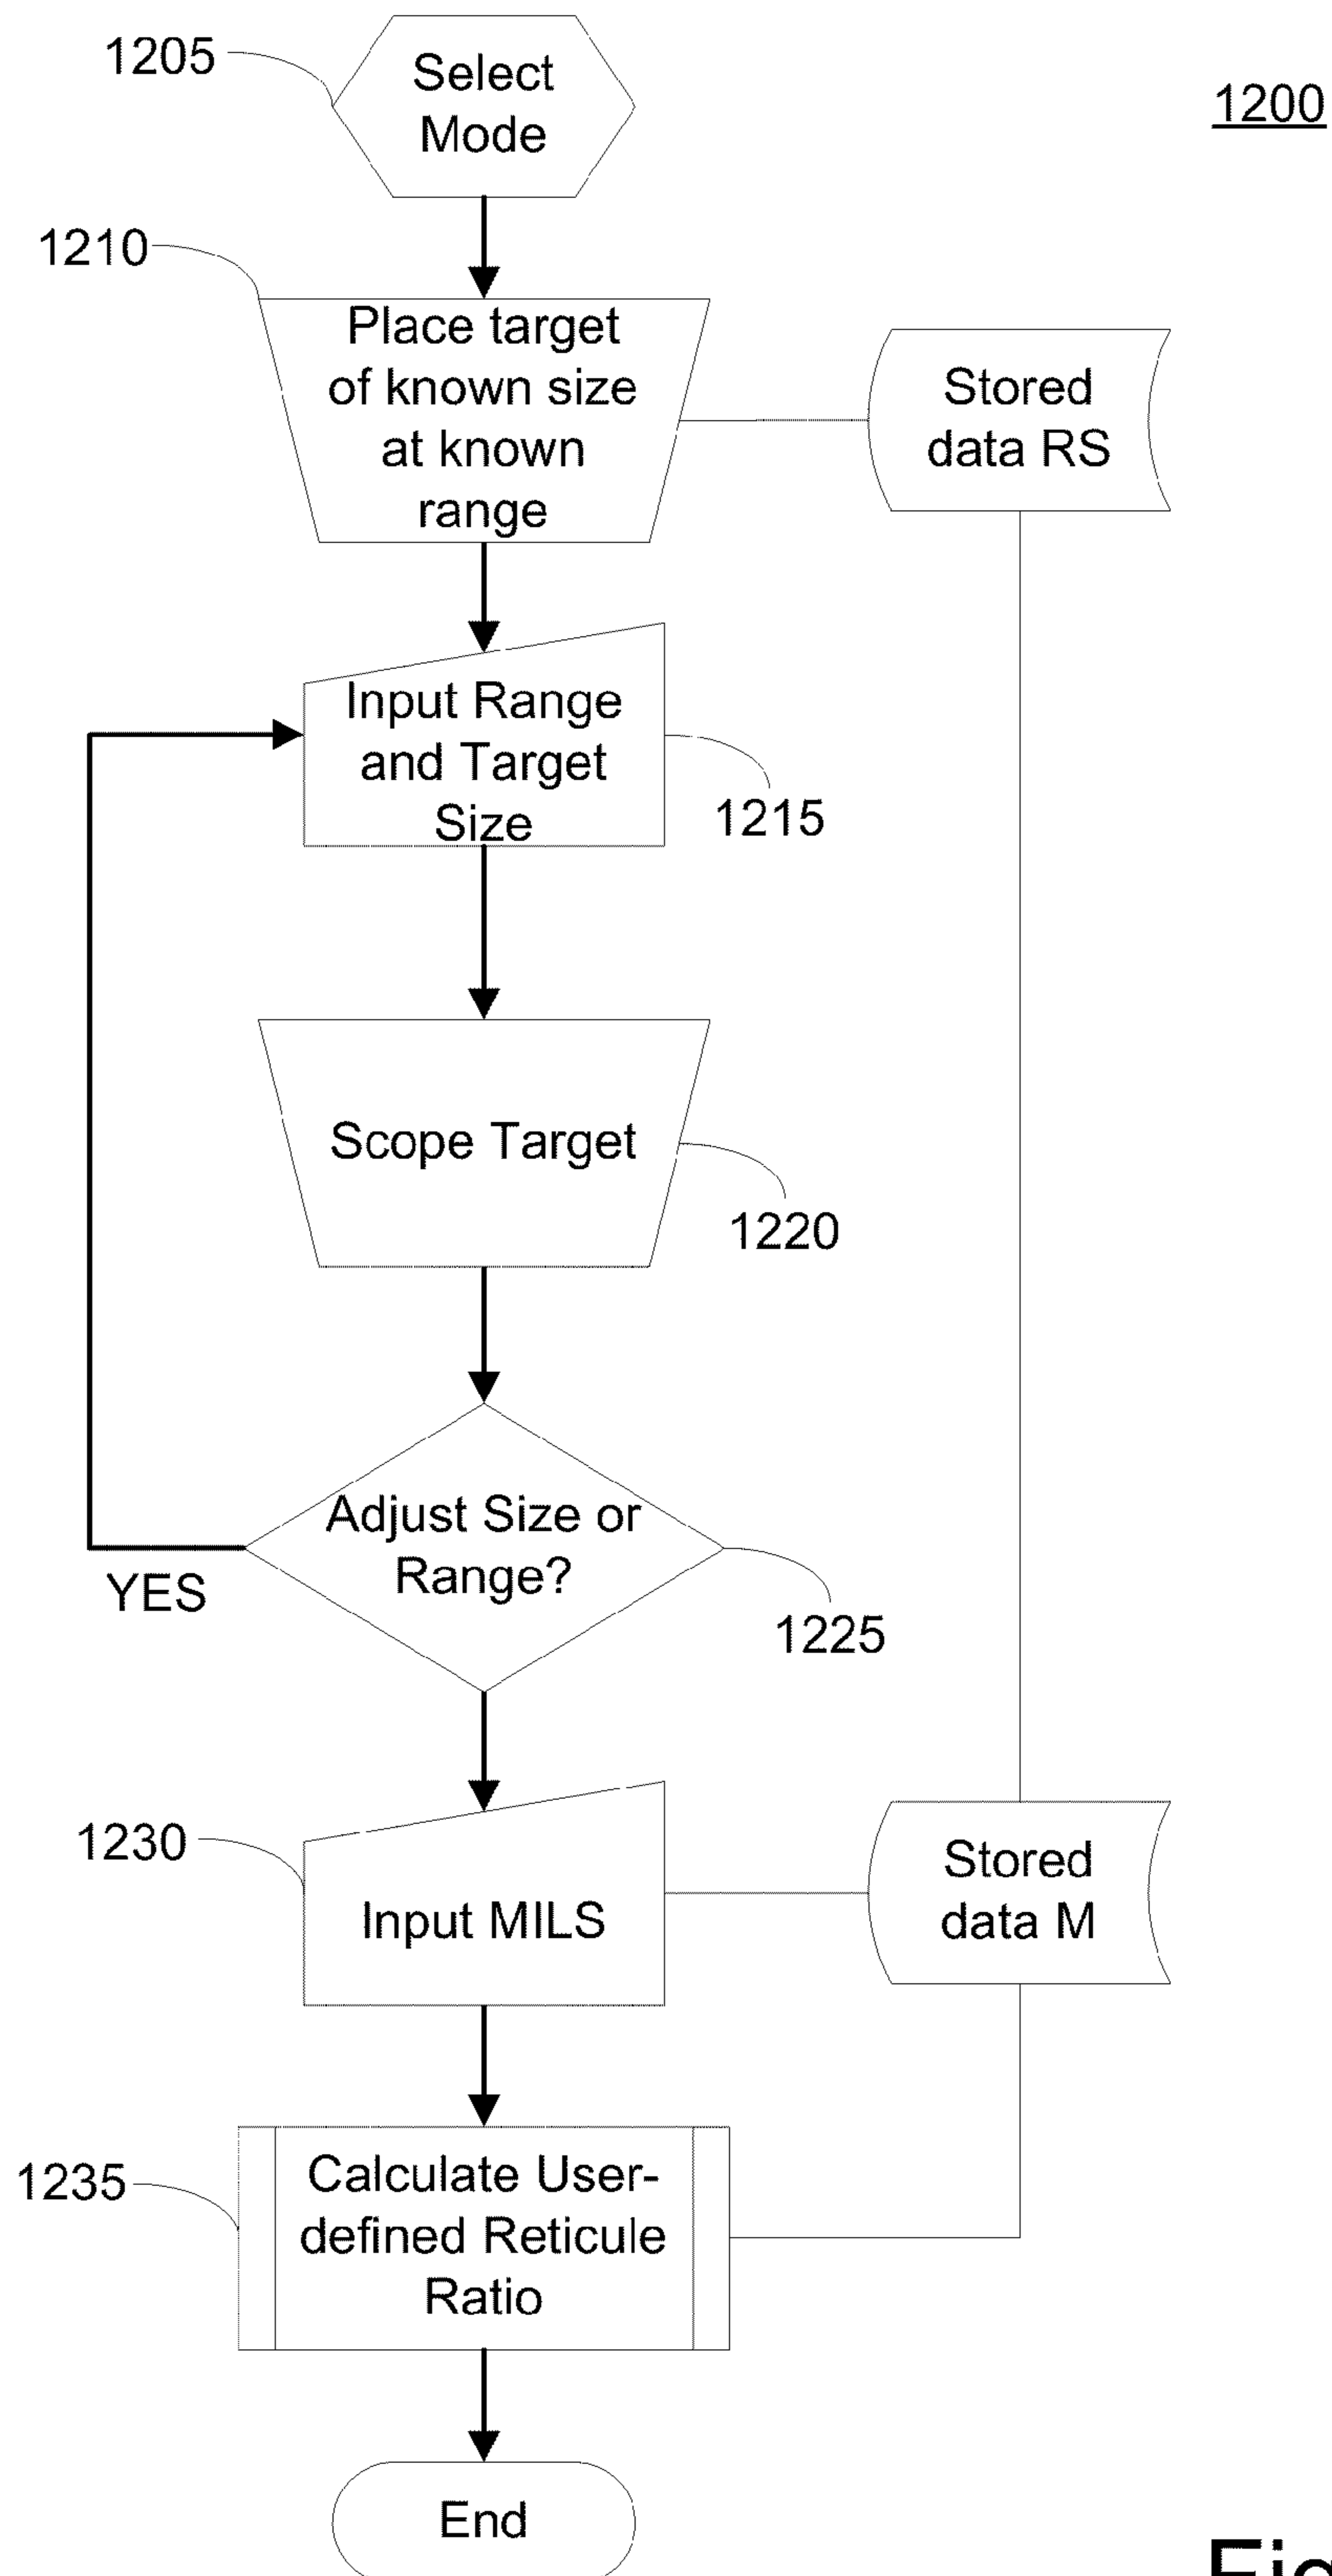 1205
Select
Mode
1200
1210
Place target
of known size
at known
range
Stored
data RS
Input Range
and Target
Size
1215
Scope Target
1220
Adjust Size or
Range?
YES
1225
1230
Input MILS
Stored
data M
1235
Calculate User-
defined Reticule
Ratio
End